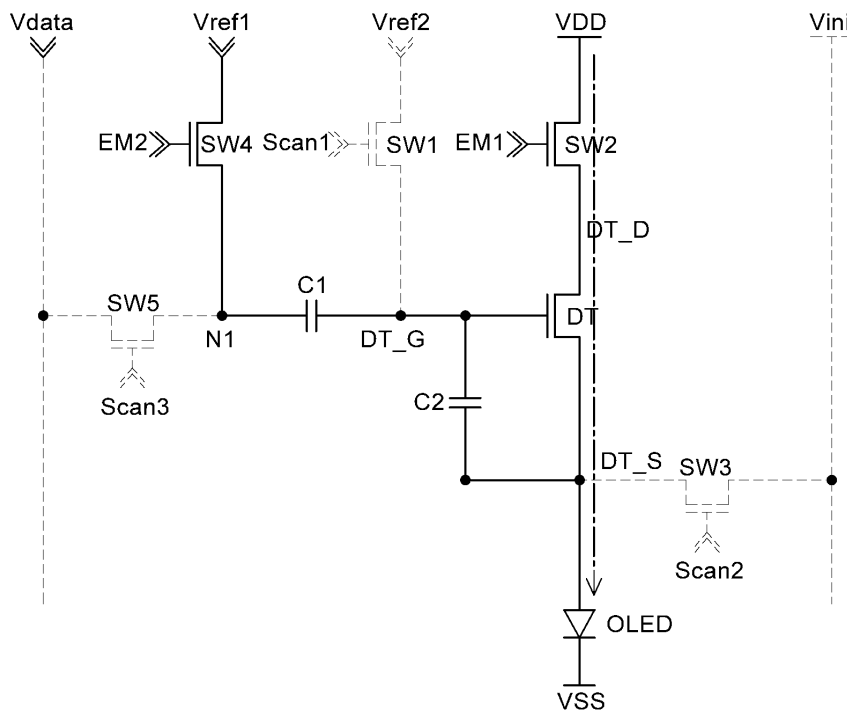 Vdata Vref1 Vref2 VDD Vini
EM2 SW4 Scan1 SW1 EM1 SW2
DT_D
C1
SW5 DT
N1 DT_G
Scan3 C2
DT_S SW3
Scan2
OLED
VSS